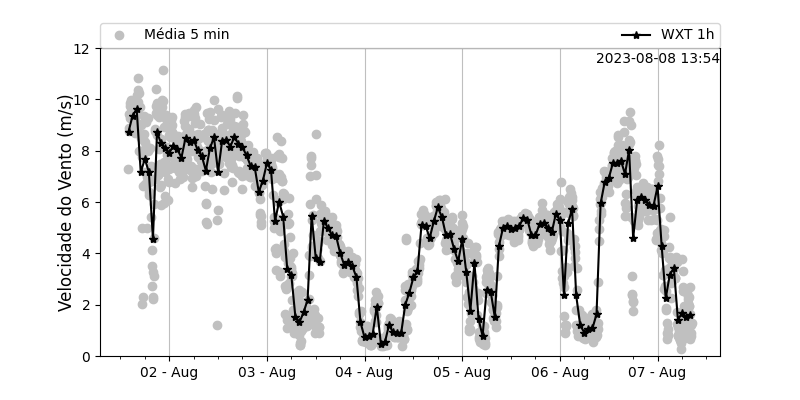 Média 5 min
WXT 1h
2023-08-08 13:54
Velocidade do Vento (m/s)
12
10
8
6
4
2
0
02 - Aug
03 - Aug
04 - Aug
05 - Aug
06 - Aug
07 - Aug